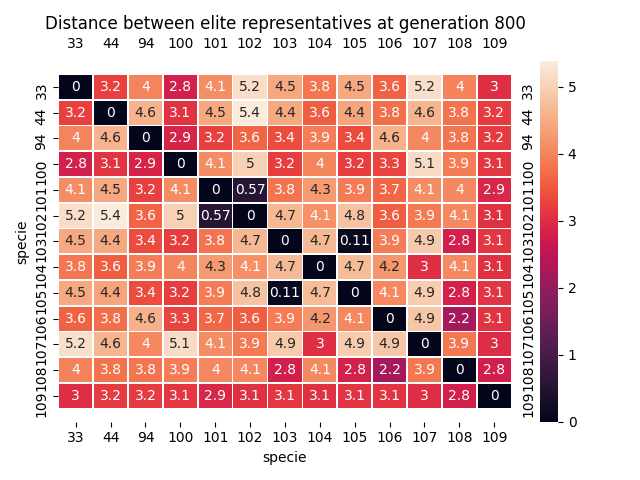 Distance between elite representatives at generation 800
33 44 94 100 101 102 103 104 105 106 107 108 109
33 0 3.2 4 2.8 4.1 5.2 4.5 3.8 4.5 3.6 5.2 4 3 33
44 3.2 0 4.6 3.1 4.5 5.4 4.4 3.6 4.4 3.8 4.6 3.8 3.2 44
94 4 4.6 0 2.9 3.2 3.6 3.4 3.9 3.4 4.6 4 3.8 3.2 94
100 2.8 3.1 2.9 0 4.1 5 3.2 4 3.2 3.3 5.1 3.9 3.1 100
101 4.1 4.5 3.2 4.1 0 0.57 3.8 4.3 3.9 3.7 4.1 4 2.9 101
102 5.2 5.4 3.6 5 0.57 0 4.7 4.1 4.8 3.6 3.9 4.1 3.1 102
103 4.5 4.4 3.4 3.2 3.8 4.7 0 4.7 0.11 3.9 4.9 2.8 3.1 103
104 3.8 3.6 3.9 4 4.3 4.1 4.7 0 4.7 4.2 3 4.1 3.1 104
105 4.5 4.4 3.4 3.2 3.9 4.8 0.11 4.7 0 4.1 4.9 2.8 3.1 105
106 3.6 3.8 4.6 3.3 3.7 3.6 3.9 4.2 4.1 0 4.9 2.2 3.1 106
107 5.2 4.6 4 5.1 4.1 3.9 4.9 3 4.9 4.9 0 3.9 3 107
108 4 3.8 3.8 3.9 4 4.1 2.8 4.1 2.8 2.2 3.9 0 2.8 108
109 3 3.2 3.2 3.1 2.9 3.1 3.1 3.1 3.1 3.1 3 2.8 0 109
33 44 94 100 101 102 103 104 105 106 107 108 109
specie
specie
5
4
3
2
1
0